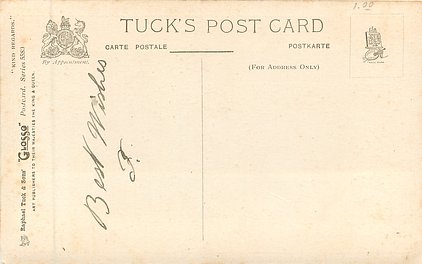 1.00
TUCK'S POST CARD
CARTE POSTALE
POSTKARTE
By Appointment.
(FOR ADDRESS ONLY)
"KIND REGARDS."
Raphael Tuck & Sons' "GLOSSO" Postcard. Series 5583
ART PUBLISHERS TO THEIR MAJESTIES THE KING & QUEEN.
Best Wishes
F.